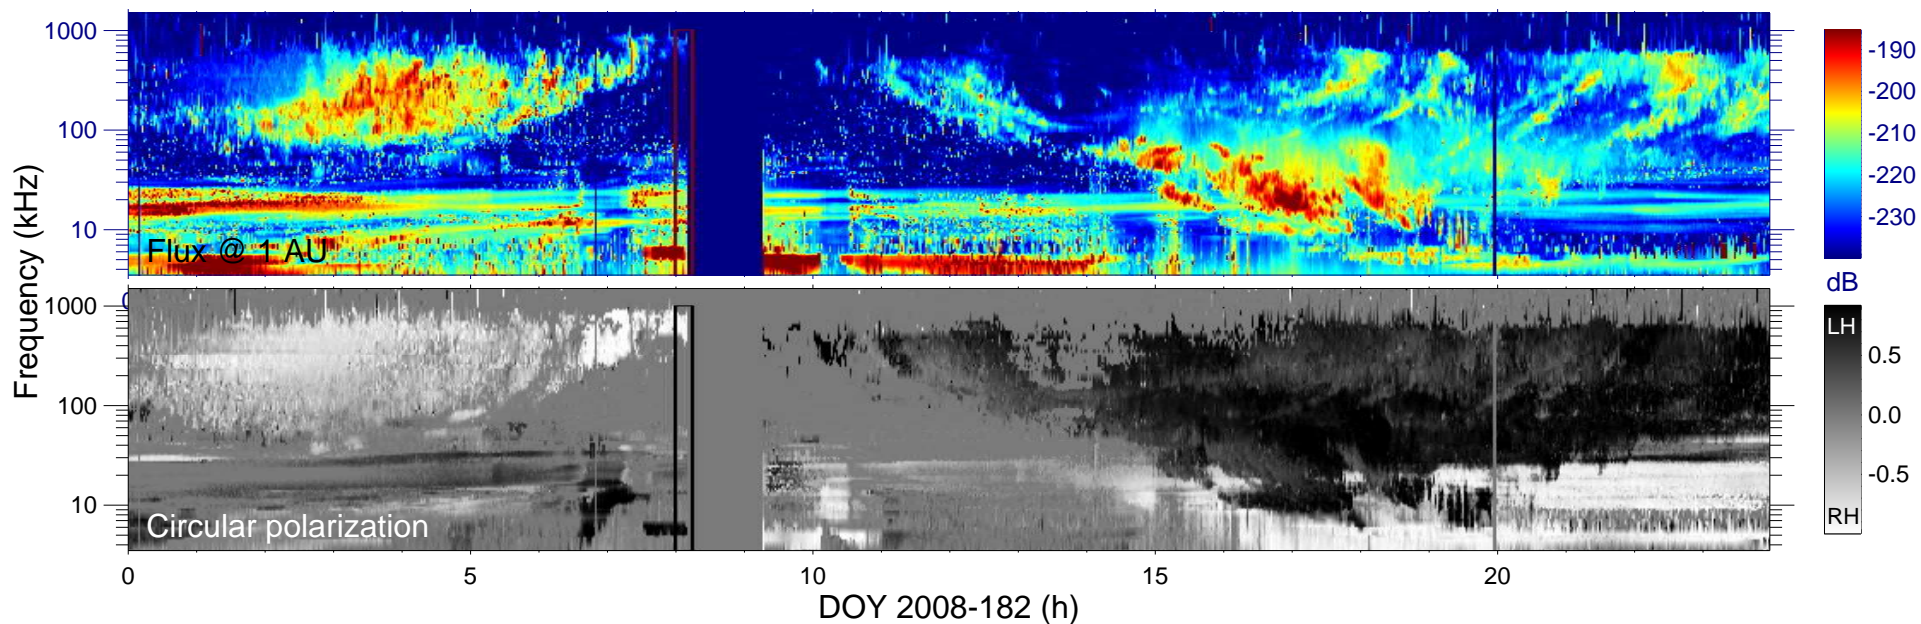 1000
100
10
Flux @ 1 AU
-190
-200
-210
-220
-230
dB
Frequency (kHz)
0
1000
100
10
Circular polarization
LH
0.5
0.0
-0.5
RH
0 5 10 15 20
DOY 2008-182 (h)